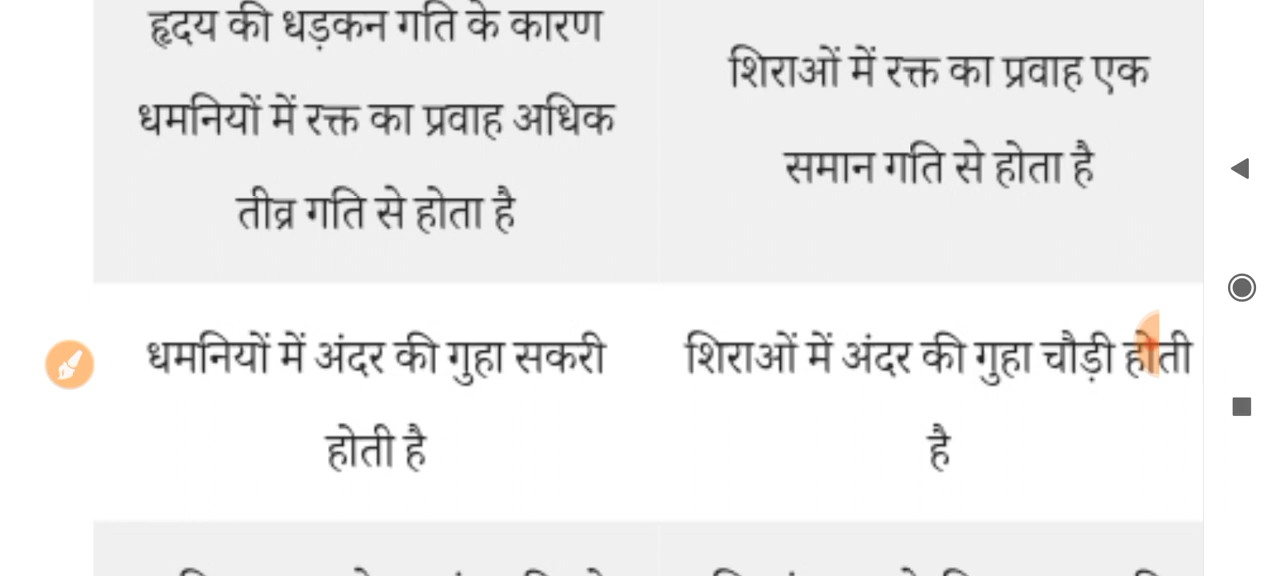 हृदय की धड़कन गति के कारण
धमनियों में रक्त का प्रवाह अधिक
तीव्र गति से होता है
शिराओं में रक्त का प्रवाह एक
समान गति से होता है
धमनियों में अंदर की गुहा सकरी
होती है
शिराओं में अंदर की गुहा चौड़ी होती
है